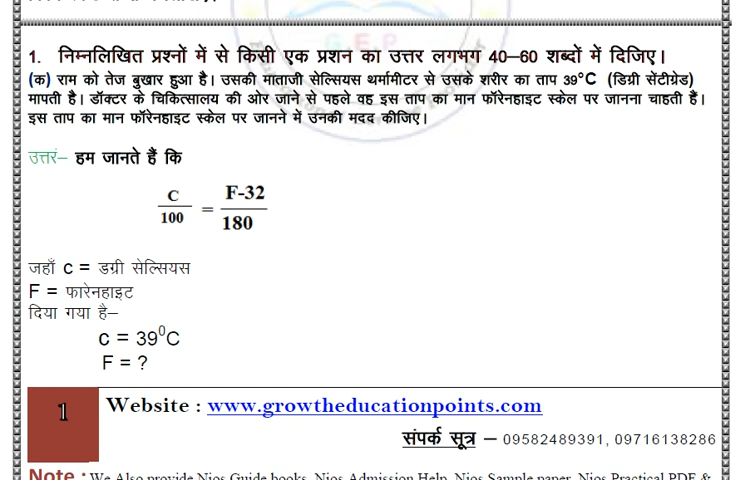 G.E.P
1. निम्नलिखित प्रश्नों में से किसी एक प्रशन का उत्तर लगभग 40–60 शब्दों में दिजिए।
(क) राम को तेज बुखार हुआ है। उसकी माताजी सेल्सियस थर्मामीटर से उसके शरीर का ताप 39°C (डिग्री सेंटीग्रेड)
मापती है। डॉक्टर के चिकित्सालय की ओर जाने से पहले वह इस ताप का मान फॉरेनहाइट स्केल पर जानना चाहती हैं।
इस ताप का मान फॉरेनहाइट स्केल पर जानने में उनकी मदद कीजिए।
उत्तरं– हम जानते हैं कि
C/100 = F-32/180
जहाँ c = डग्री सेल्सियस
F = फारेनहाइट
दिया गया है–
c = 39⁰C
F = ?
1
Website : www.growtheducationpoints.com
संपर्क सूत्र – 09582489391, 09716138286
Note : We Also provide Nios Guide books, Nios Admission Help, Nios Sample paper, Nios Practical PDF &